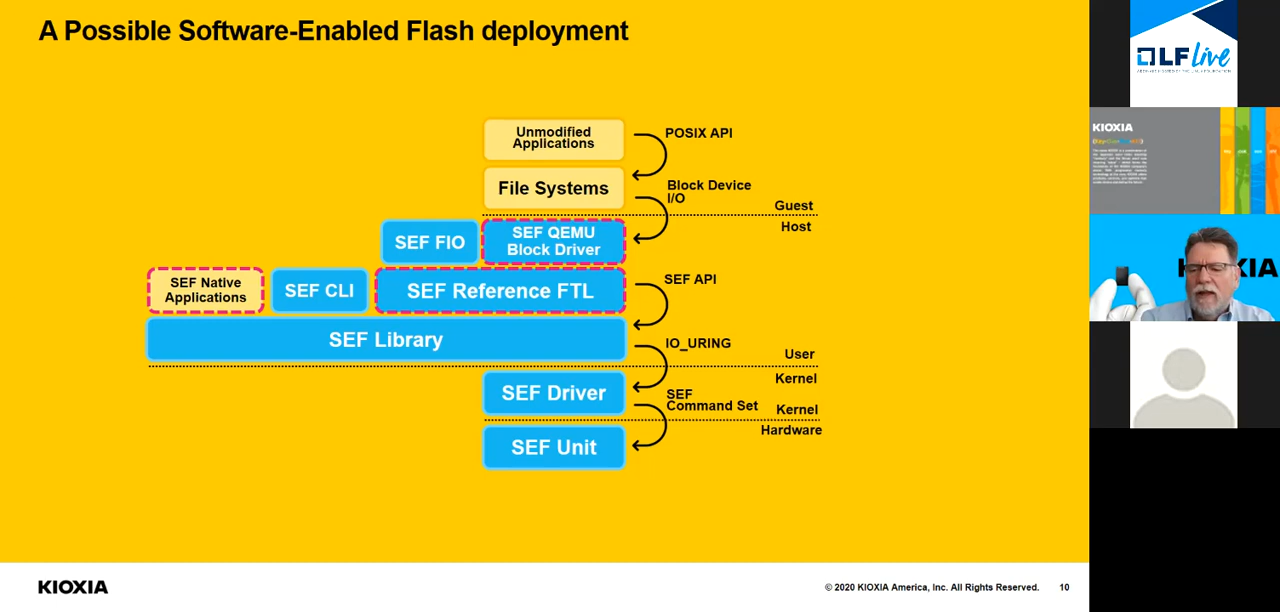 A Possible Software-Enabled Flash deployment
Unmodified
Applications
POSIX API
File Systems
Block Device
I/O
Guest
Host
SEF FIO
SEF QEMU
Block Driver
SEF Native
Applications
SEF CLI
SEF Reference FTL
SEF API
SEF Library
IO_URING
User
Kernel
SEF Driver
SEF
Command Set
Kernel
Hardware
SEF Unit
KIOXIA
© 2020 KIOXIA America, Inc. All Rights Reserved.
10
LF Live
KIOXIA